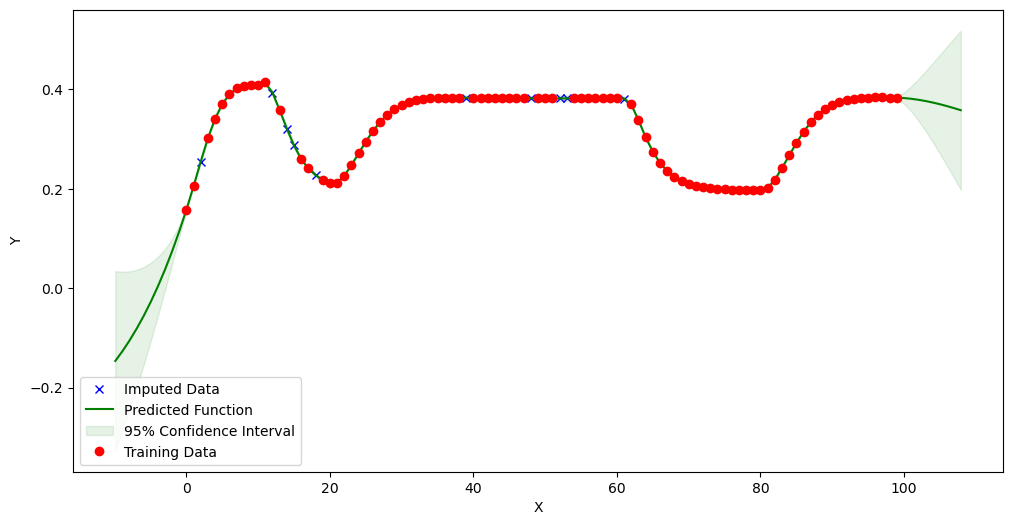 0.4
0.2
0.0
−0.2
Y
Imputed Data
Predicted Function
95% Confidence Interval
Training Data
0 20 40 60 80 100
X